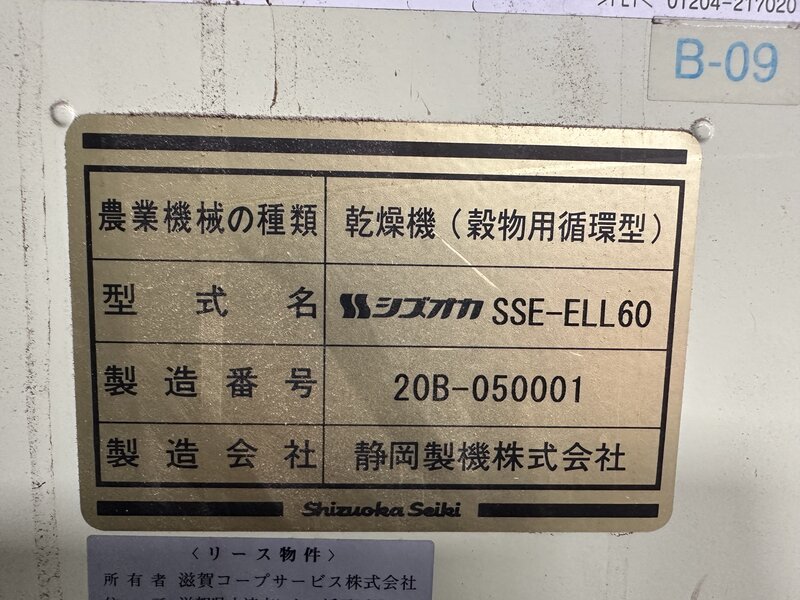 01204-217020
B-09
農業機械の種類 乾燥機(穀物用循環型)
型式名 シズオカ SSE-ELL60
製造番号 20B-050001
製造会社 静岡製機株式会社
Shizuoka Seiki
〈リース物件〉
所有者 滋賀コープサービス株式会社